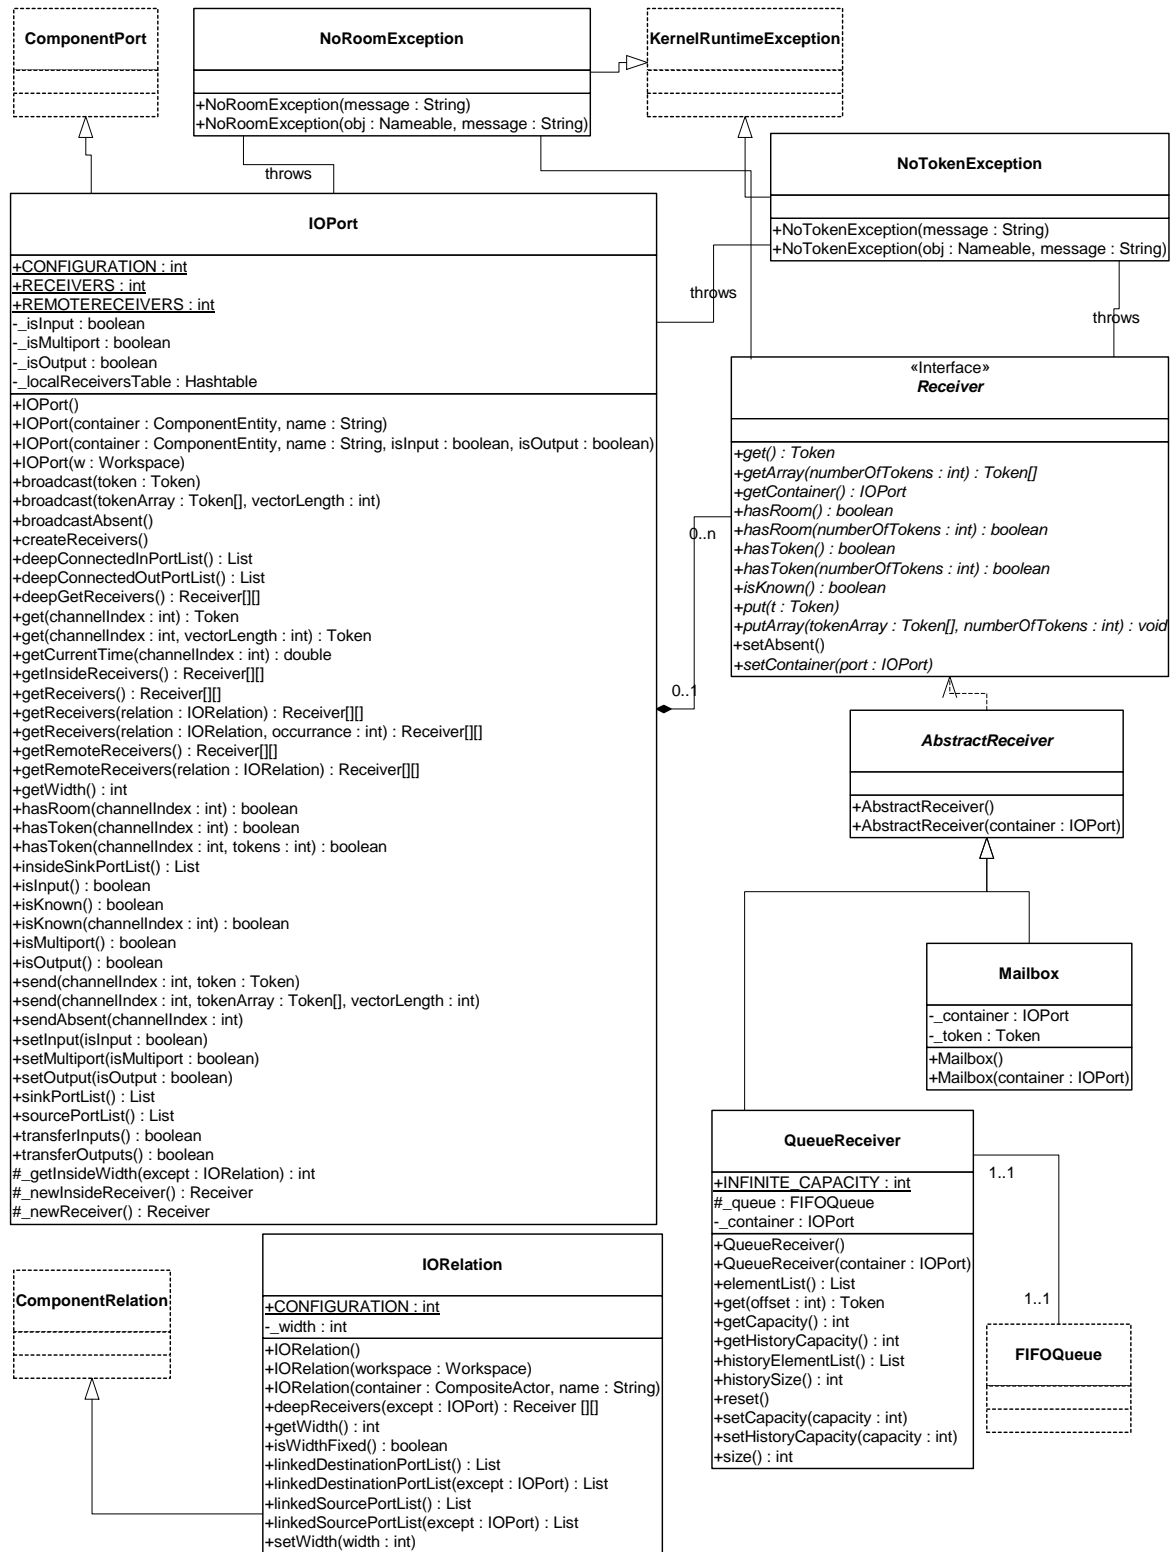 ComponentPort
NoRoomException
+NoRoomException(message : String)
+NoRoomException(obj : Nameable, message : String)
KernelRuntimeException
NoTokenException
+NoTokenException(message : String)
+NoTokenException(obj : Nameable, message : String)
throws
throws
throws
IOPort
+CONFIGURATION : int
+RECEIVERS : int
+REMOTERECEIVERS : int
-_isInput : boolean
-_isMultiport : boolean
-_isOutput : boolean
-_localReceiversTable : Hashtable
+IOPort()
+IOPort(container : ComponentEntity, name : String)
+IOPort(container : ComponentEntity, name : String, isInput : boolean, isOutput : boolean)
+IOPort(w : Workspace)
+broadcast(token : Token)
+broadcast(tokenArray : Token[], vectorLength : int)
+broadcastAbsent()
+createReceivers()
+deepConnectedInPortList() : List
+deepConnectedOutPortList() : List
+deepGetReceivers() : Receiver[][]
+get(channelIndex : int) : Token
+get(channelIndex : int, vectorLength : int) : Token
+getCurrentTime(channelIndex : int) : double
+getInsideReceivers() : Receiver[][]
+getReceivers() : Receiver[][]
+getReceivers(relation : IORelation) : Receiver[][]
+getReceivers(relation : IORelation, occurrance : int) : Receiver[][]
+getRemoteReceivers() : Receiver[][]
+getRemoteReceivers(relation : IORelation) : Receiver[][]
+getWidth() : int
+hasRoom(channelIndex : int) : boolean
+hasToken(channelIndex : int) : boolean
+hasToken(channelIndex : int, tokens : int) : boolean
+insideSinkPortList() : List
+isInput() : boolean
+isKnown() : boolean
+isKnown(channelIndex : int) : boolean
+isMultiport() : boolean
+isOutput() : boolean
+send(channelIndex : int, token : Token)
+send(channelIndex : int, tokenArray : Token[], vectorLength : int)
+sendAbsent(channelIndex : int)
+setInput(isInput : boolean)
+setMultiport(isMultiport : boolean)
+setOutput(isOutput : boolean)
+sinkPortList() : List
+sourcePortList() : List
+transferInputs() : boolean
+transferOutputs() : boolean
#_getInsideWidth(except : IORelation) : int
#_newInsideReceiver() : Receiver
#_newReceiver() : Receiver
0..n
0..1
«Interface»
Receiver
+get() : Token
+getArray(numberOfTokens : int) : Token[]
+getContainer() : IOPort
+hasRoom() : boolean
+hasRoom(numberOfTokens : int) : boolean
+hasToken() : boolean
+hasToken(numberOfTokens : int) : boolean
+isKnown() : boolean
+put(t : Token)
+putArray(tokenArray : Token[], numberOfTokens : int) : void
+setAbsent()
+setContainer(port : IOPort)
AbstractReceiver
+AbstractReceiver()
+AbstractReceiver(container : IOPort)
Mailbox
-_container : IOPort
-_token : Token
+Mailbox()
+Mailbox(container : IOPort)
QueueReceiver
+INFINITE_CAPACITY : int
#_queue : FIFOQueue
-_container : IOPort
+QueueReceiver()
+QueueReceiver(container : IOPort)
+elementList() : List
+get(offset : int) : Token
+getCapacity() : int
+getHistoryCapacity() : int
+historyElementList() : List
+historySize() : int
+reset()
+setCapacity(capacity : int)
+setHistoryCapacity(capacity : int)
+size() : int
1..1
1..1
FIFOQueue
ComponentRelation
IORelation
+CONFIGURATION : int
-_width : int
+IORelation()
+IORelation(workspace : Workspace)
+IORelation(container : CompositeActor, name : String)
+deepReceivers(except : IOPort) : Receiver [][]
+getWidth() : int
+isWidthFixed() : boolean
+linkedDestinationPortList() : List
+linkedDestinationPortList(except : IOPort) : List
+linkedSourcePortList() : List
+linkedSourcePortList(except : IOPort) : List
+setWidth(width : int)